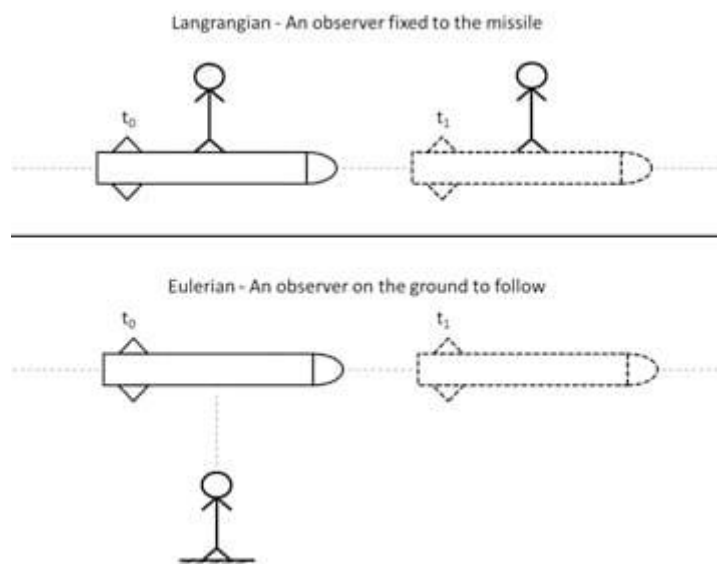 Langrangian - An observer fixed to the missile
t0
t1
Eulerian - An observer on the ground to follow
t0
t1